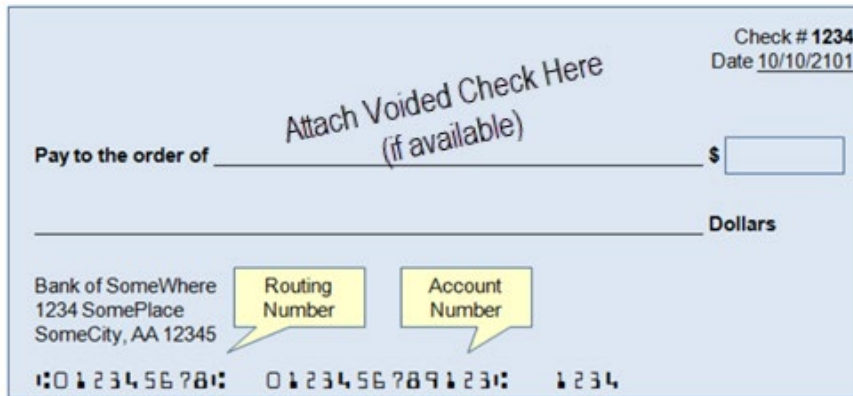 Check # 1234
Date 10/10/2101
Attach Voided Check Here
(if available)
Pay to the order of $
Dollars
Bank of SomeWhere
1234 SomePlace
SomeCity, AA 12345
Routing
Number
Account
Number
⑆012345678⑆ 0123456789123⑆ 1234